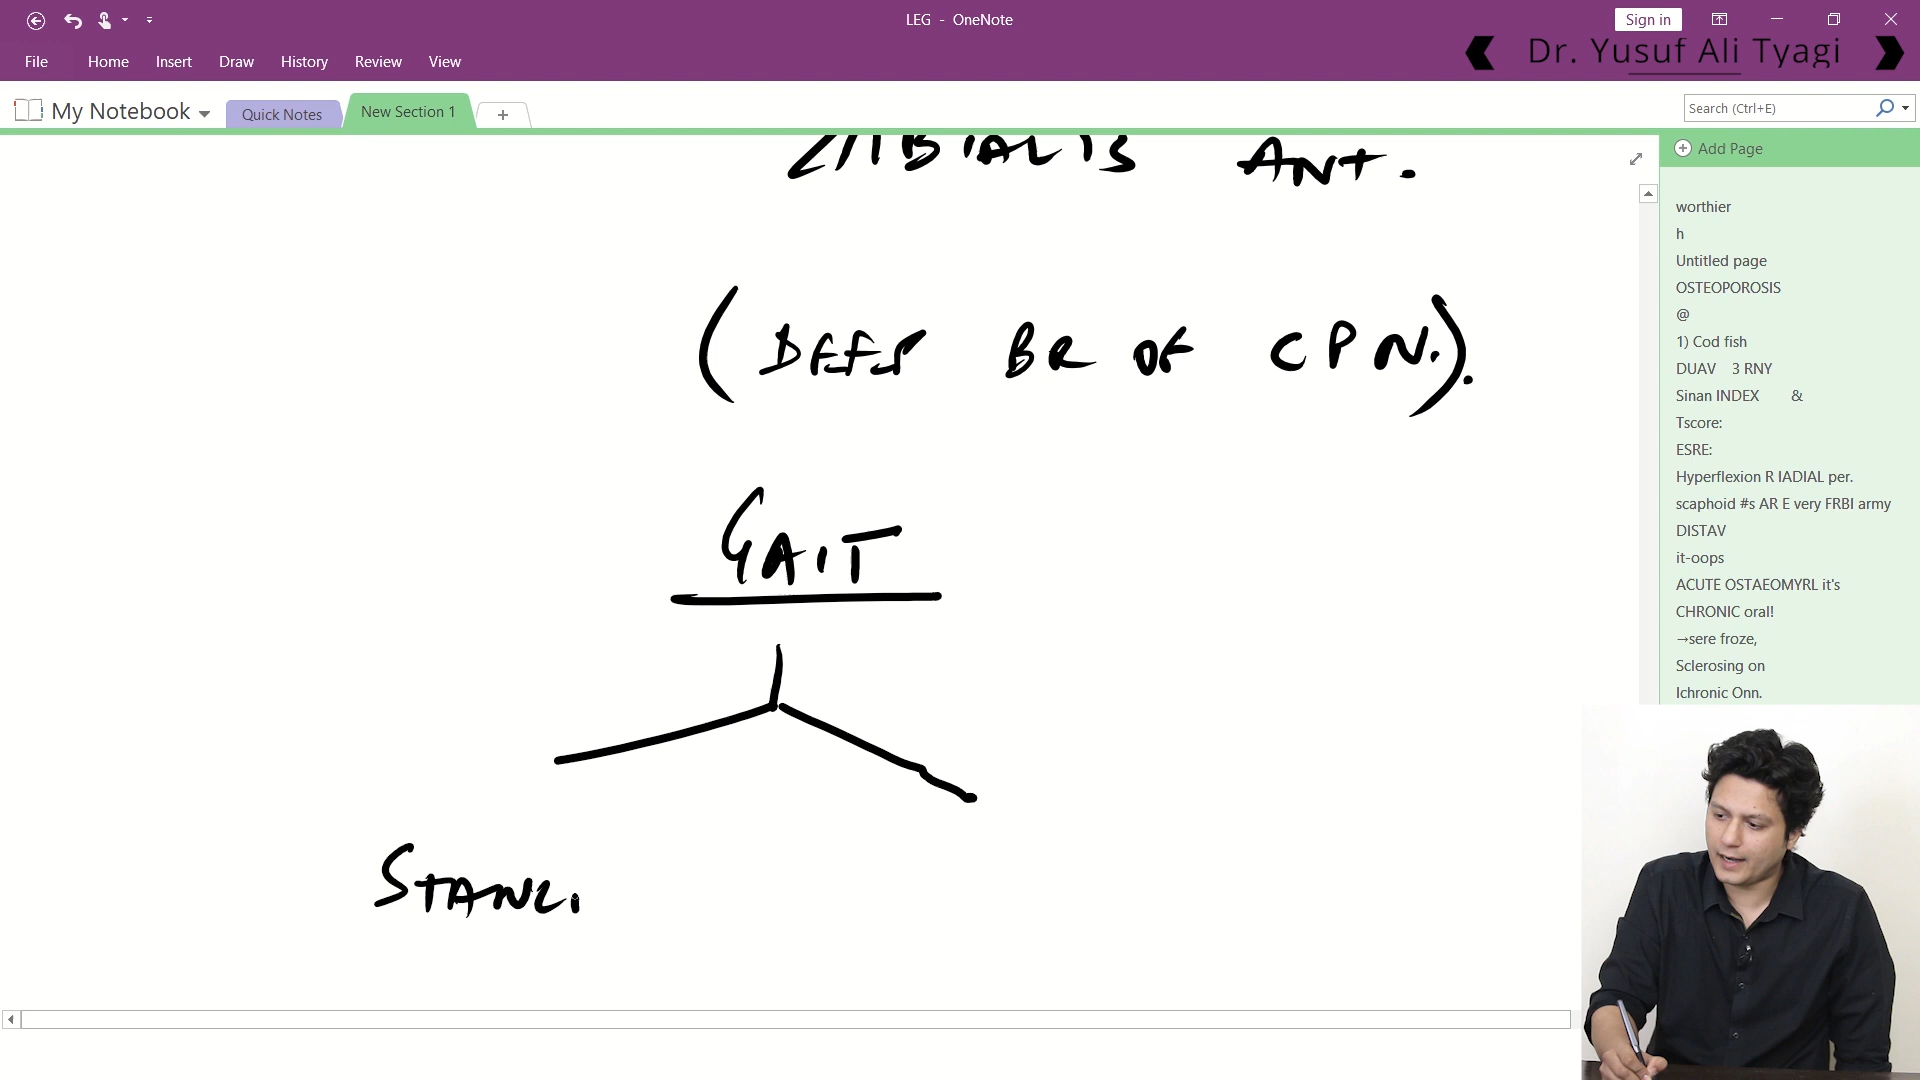 LEG - OneNote
Sign in
File Home Insert Draw History Review View
Dr. Yusuf Ali Tyagi
My Notebook Quick Notes New Section 1 +
Search (Ctrl+E)
Add Page
TIBIALIS ANT.
(DEEP BR OF CPN).
GAIT
STANC
worthier
h
Untitled page
OSTEOPOROSIS
@
1) Cod fish
DUAV 3 RNY
Sinan INDEX &
Tscore:
ESRE:
Hyperflexion R IADIAL per.
scaphoid #s AR E very FRBI army
DISTAV
it-oops
ACUTE OSTAEOMYRL it's
CHRONIC oral!
→sere froze,
Sclerosing on
Ichronic Onn.